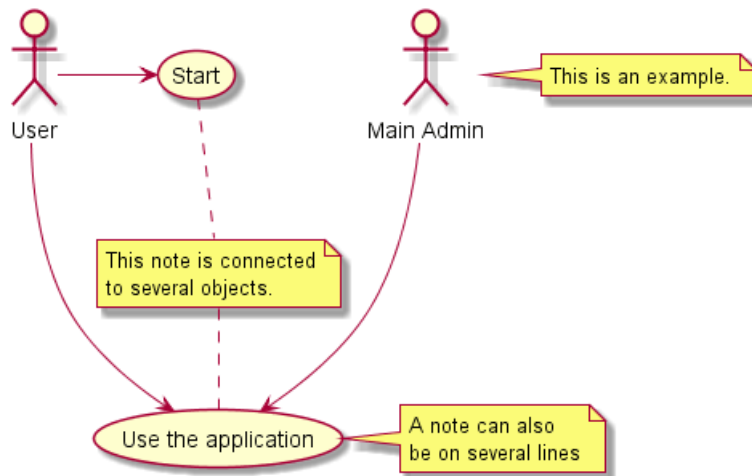 Start
This is an example.
User
Main Admin
This note is connected
to several objects.
Use the application
A note can also
be on several lines